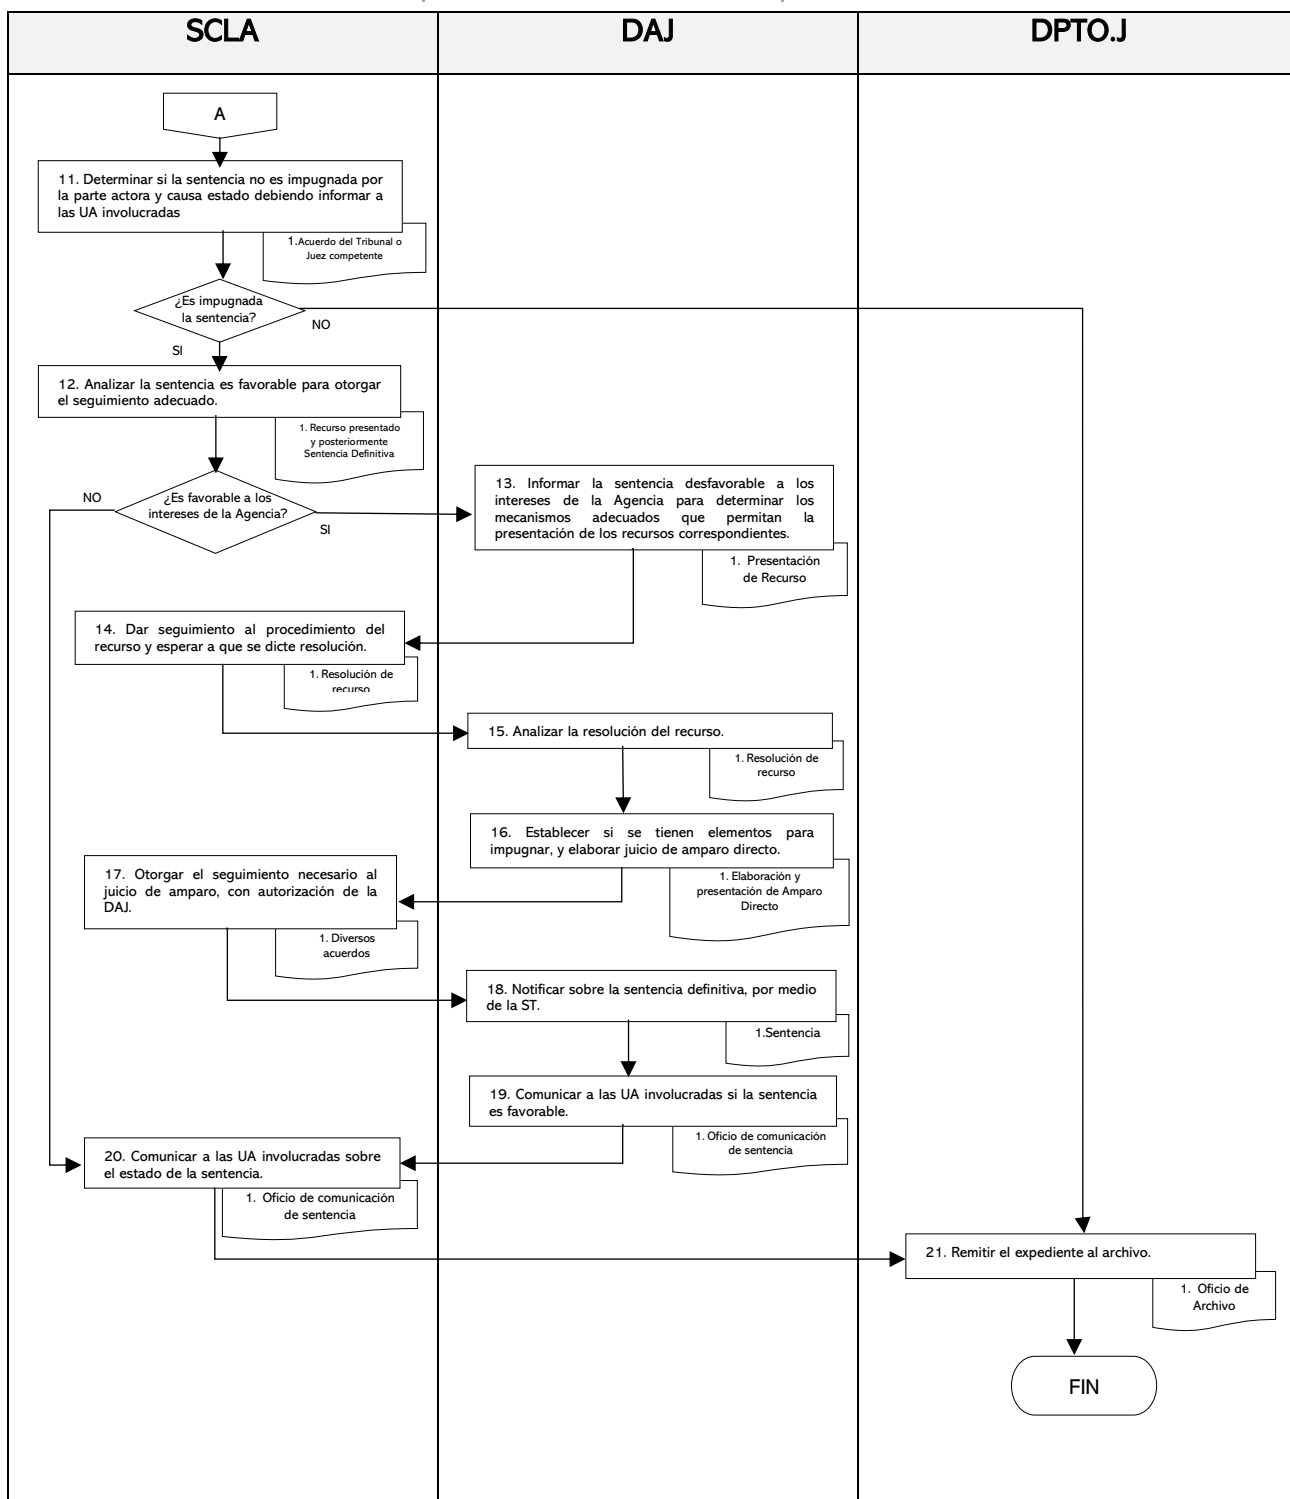 SCLA
DAJ
DPTO.J
A
11. Determinar si la sentencia no es impugnada por
la parte actora y causa estado debiendo informar a
las UA involucradas
1.Acuerdo del Tribunal o
Juez competente
¿Es impugnada
la sentencia?
NO
SI
12. Analizar la sentencia es favorable para otorgar
el seguimiento adecuado.
1. Recurso presentado
y posteriormente
Sentencia Definitiva
NO
¿Es favorable a los
intereses de la Agencia?
SI
13. Informar la sentencia desfavorable a los
intereses de la Agencia para determinar los
mecanismos adecuados que permitan la
presentación de los recursos correspondientes.
1. Presentación
de Recurso
14. Dar seguimiento al procedimiento del
recurso y esperar a que se dicte resolución.
1. Resolución de
recurso
15. Analizar la resolución del recurso.
1. Resolución de
recurso
16. Establecer si se tienen elementos para
impugnar, y elaborar juicio de amparo directo.
1. Elaboración y
presentación de Amparo
Directo
17. Otorgar el seguimiento necesario al
juicio de amparo, con autorización de la
DAJ.
1. Diversos
acuerdos
18. Notificar sobre la sentencia definitiva, por medio
de la ST.
1.Sentencia
19. Comunicar a las UA involucradas si la sentencia
es favorable.
1. Oficio de comunicación
de sentencia
20. Comunicar a las UA involucradas sobre
el estado de la sentencia.
1. Oficio de comunicación
de sentencia
21. Remitir el expediente al archivo.
1. Oficio de
Archivo
FIN